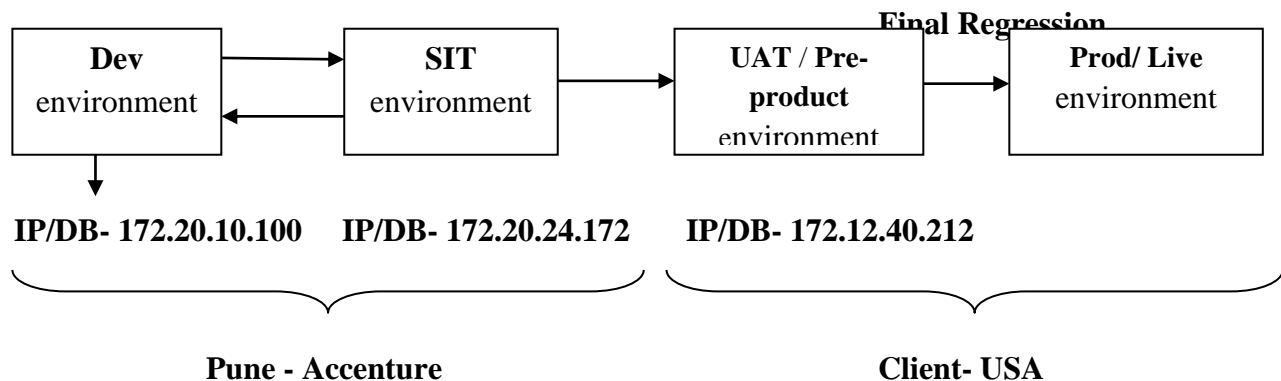 Final Regression
Dev
environment
SIT
environment
UAT / Pre-
product
environment
Prod/ Live
environment
IP/DB- 172.20.10.100
IP/DB- 172.20.24.172
IP/DB- 172.12.40.212
Pune - Accenture
Client- USA